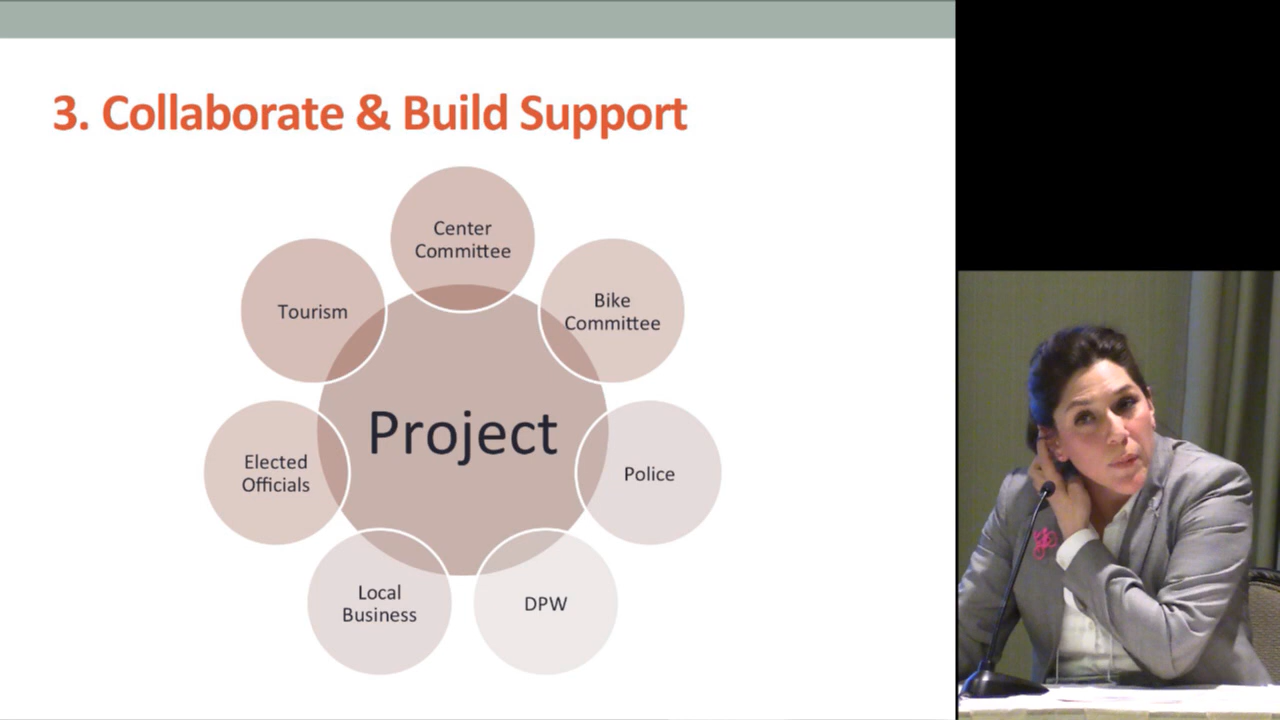 3. Collaborate & Build Support
Center
Committee
Bike
Committee
Tourism
Project
Elected
Officials
Police
Local
Business
DPW